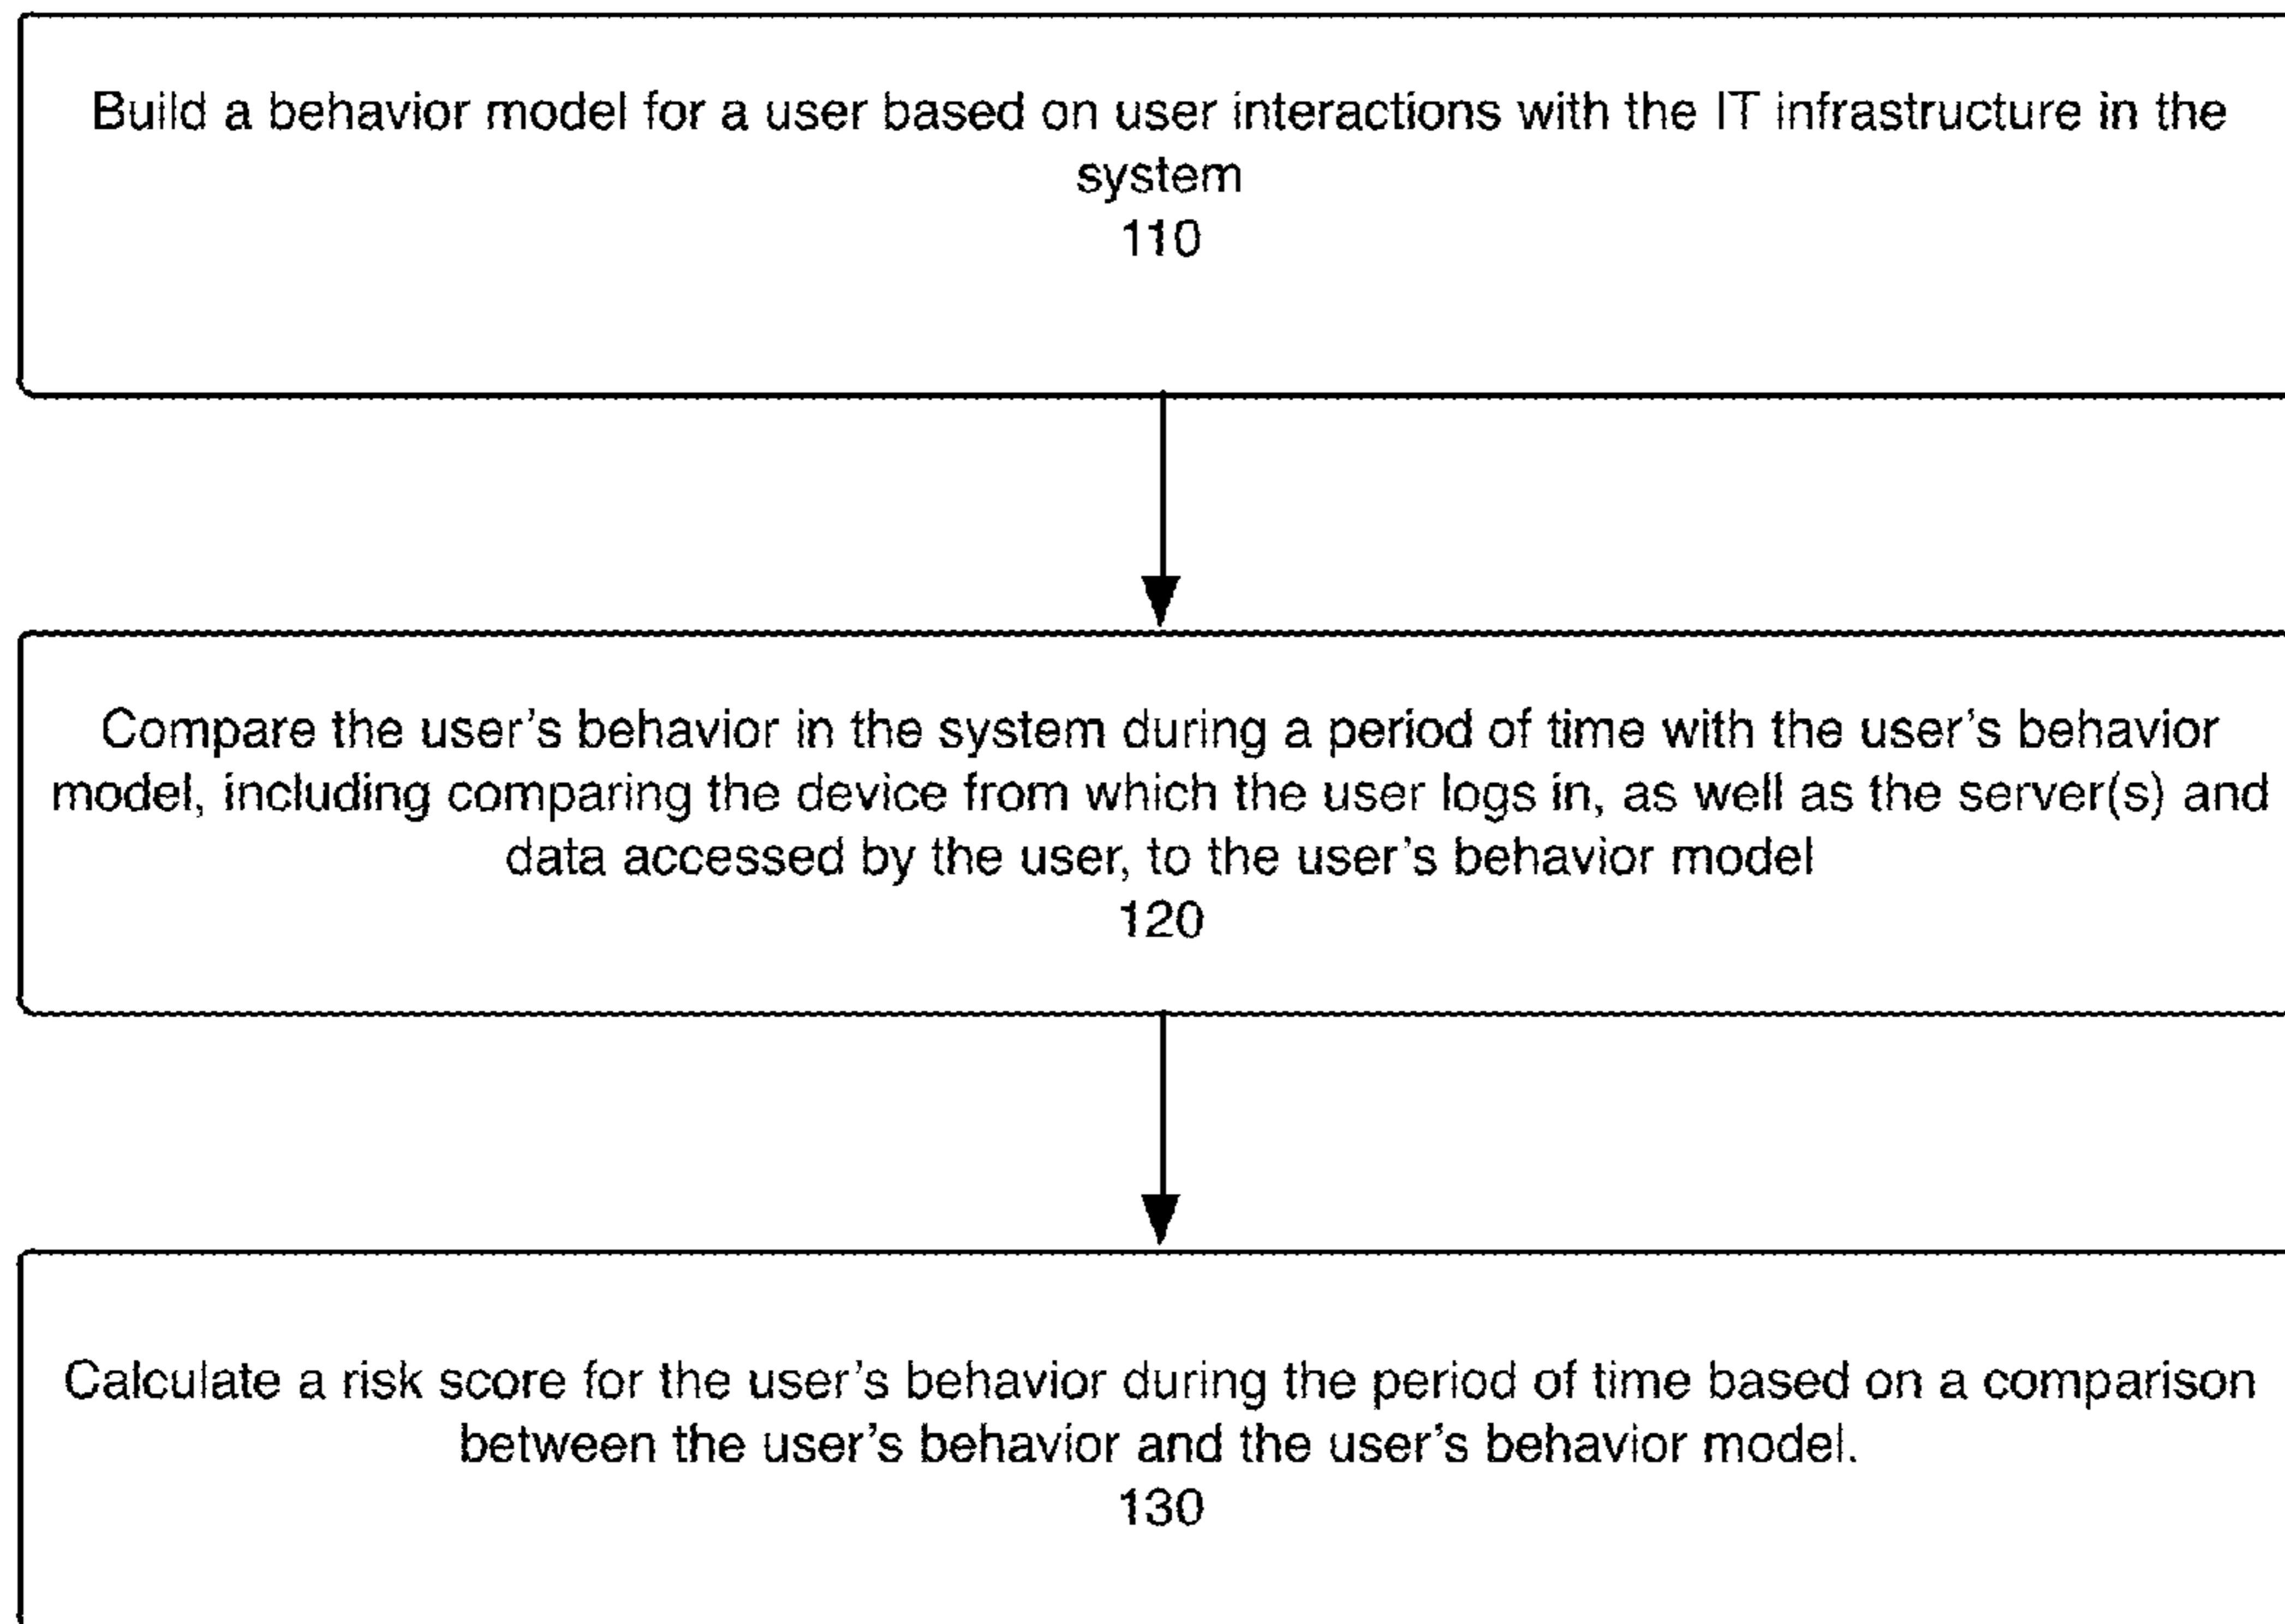 Build a behavior model for a user based on user interactions with the IT infrastructure in the
system
110
Compare the user's behavior in the system during a period of time with the user's behavior
model, including comparing the device from which the user logs in, as well as the server(s) and
data accessed by the user, to the user's behavior model
120
Calculate a risk score for the user's behavior during the period of time based on a comparison
between the user's behavior and the user's behavior model.
130